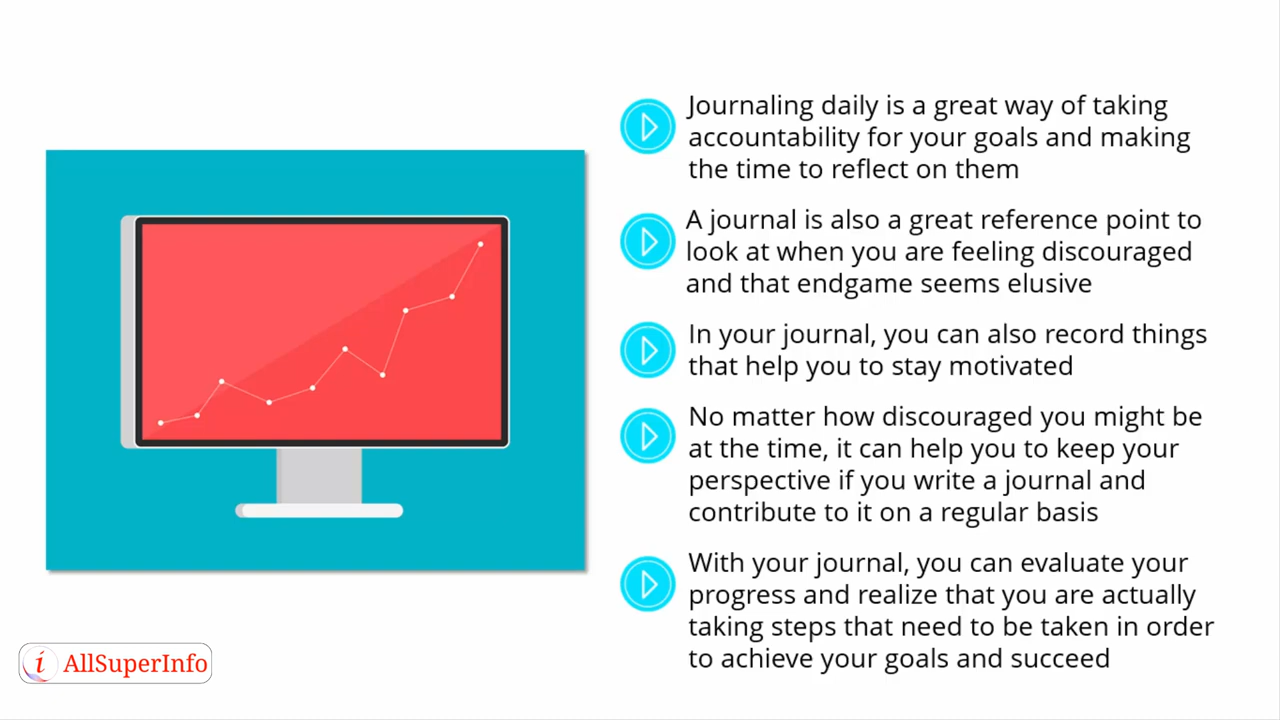 Journaling daily is a great way of taking
accountability for your goals and making
the time to reflect on them
A journal is also a great reference point to
look at when you are feeling discouraged
and that endgame seems elusive
In your journal, you can also record things
that help you to stay motivated
No matter how discouraged you might be
at the time, it can help you to keep your
perspective if you write a journal and
contribute to it on a regular basis
With your journal, you can evaluate your
progress and realize that you are actually
taking steps that need to be taken in order
to achieve your goals and succeed
i AllSuperInfo